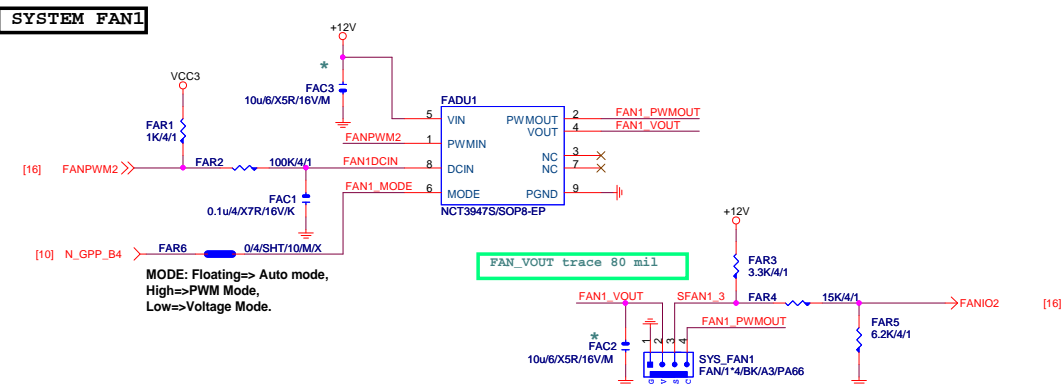 SYSTEM FAN1
+12V
*
VCC3
FAC3
10u/6/X5R/16V/M
FADU1
FAR1
1K/4/1
5 VIN
PWMOUT 2 FAN1_PWMOUT
VOUT 4 FAN1_VOUT
FANPWM2 1 PWMIN
NC 3
[16] FANPWM2 FAR2 100K/4/1 FAN1DCIN 8 DCIN
NC 7
FAN1_MODE 6 MODE
PGND 9
FAC1
0.1u/4/X7R/16V/K
NCT3947S/SOP8-EP
+12V
[10] N_GPP_B4 FAR6 0/4/SHT/10/M/X
MODE: Floating=> Auto mode,
High=>PWM Mode,
Low=>Voltage Mode.
FAN_VOUT trace 80 mil
FAR3
3.3K/4/1
FAN1_VOUT SFAN1_3 FAR4 15K/4/1 FANIO2 [16]
FAN1_PWMOUT
FAR5
6.2K/4/1
*
FAC2
10u/6/X5R/16V/M
1 2 3 4
SYS_FAN1
FAN/1*4/BK/A3/PA66
G V S C